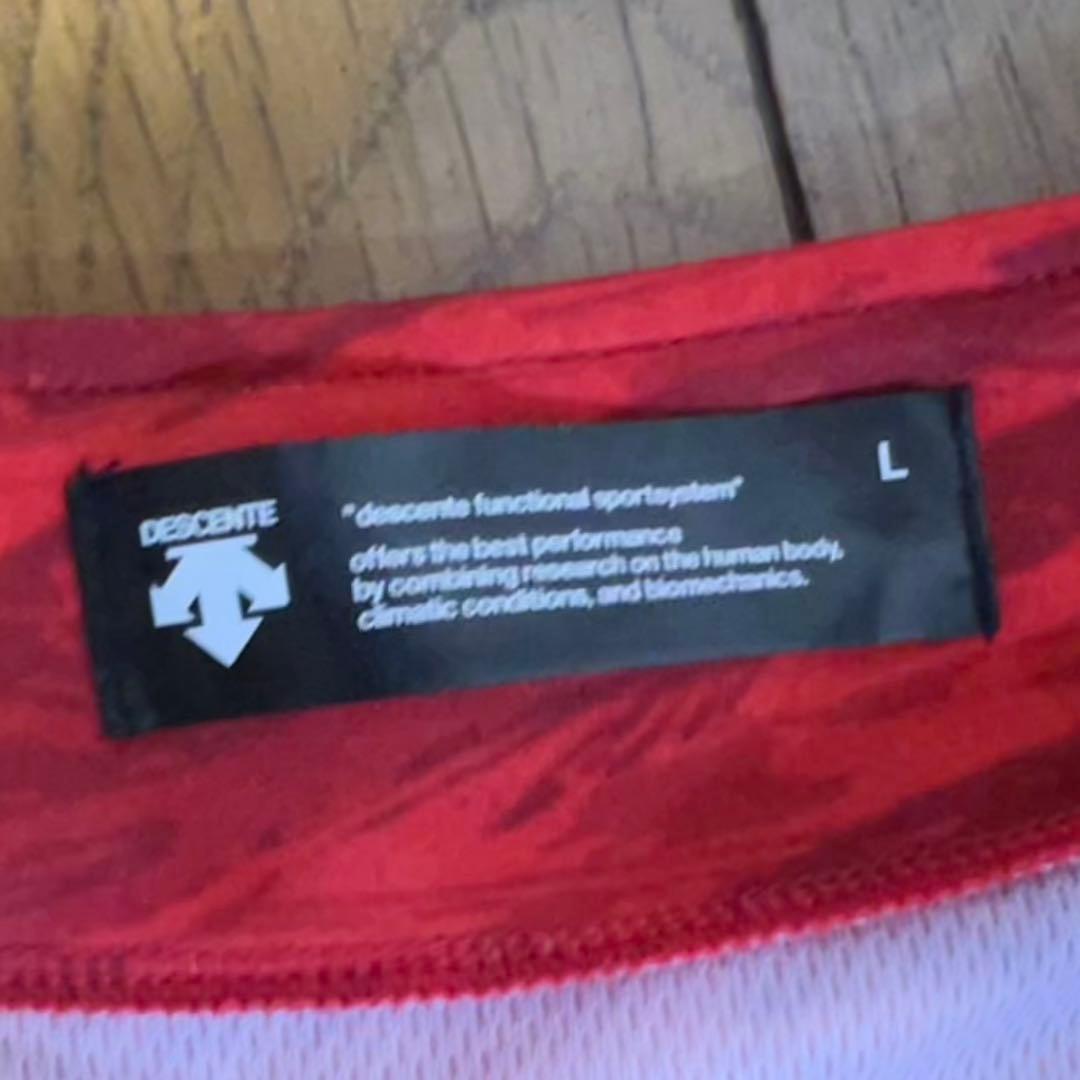 DESCENTE
L
"descente functional sportsystem"
offers the best performance
by combining research on the human body,
climatic conditions, and biomechanics.